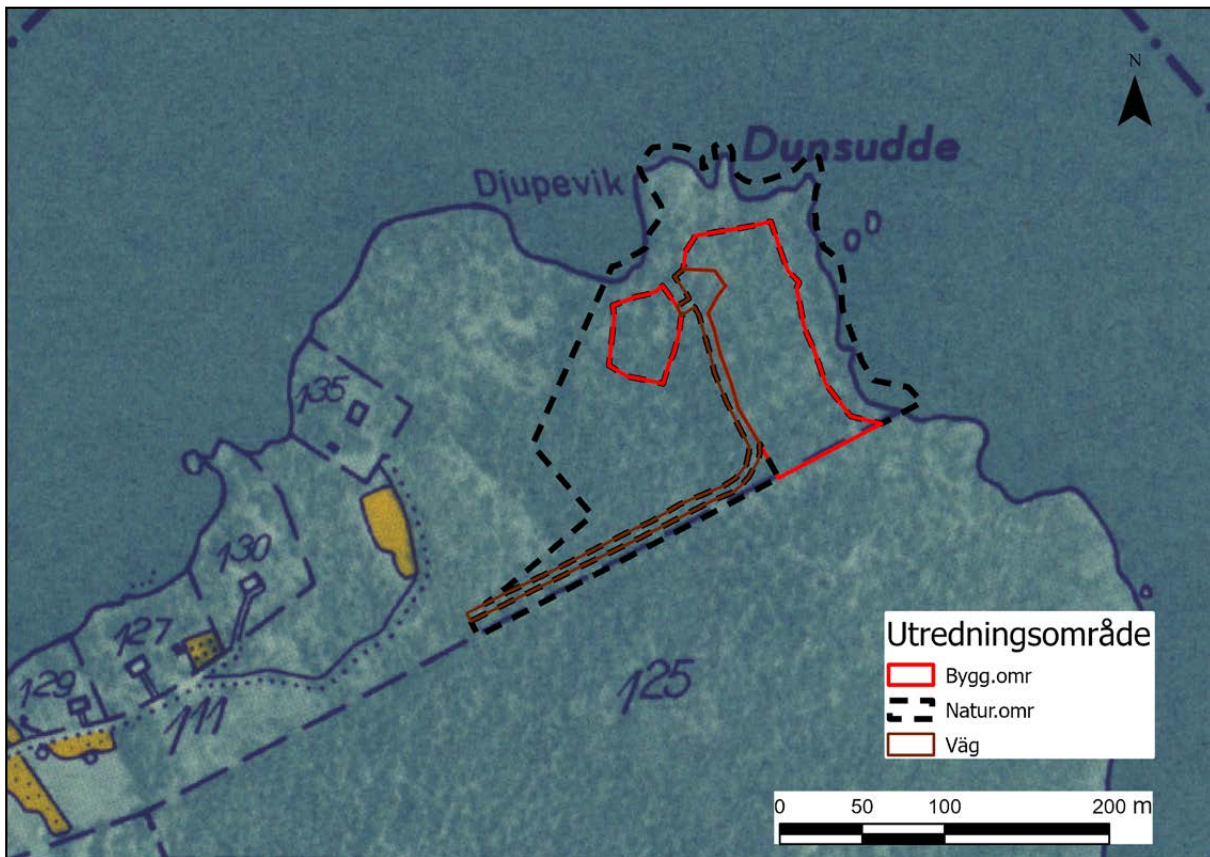 N
Dunsudde
Djupevik
135
130
127
129
111
125
Utredningsområde
Bygg.omr
Natur.omr
Väg
0 50 100 200 m